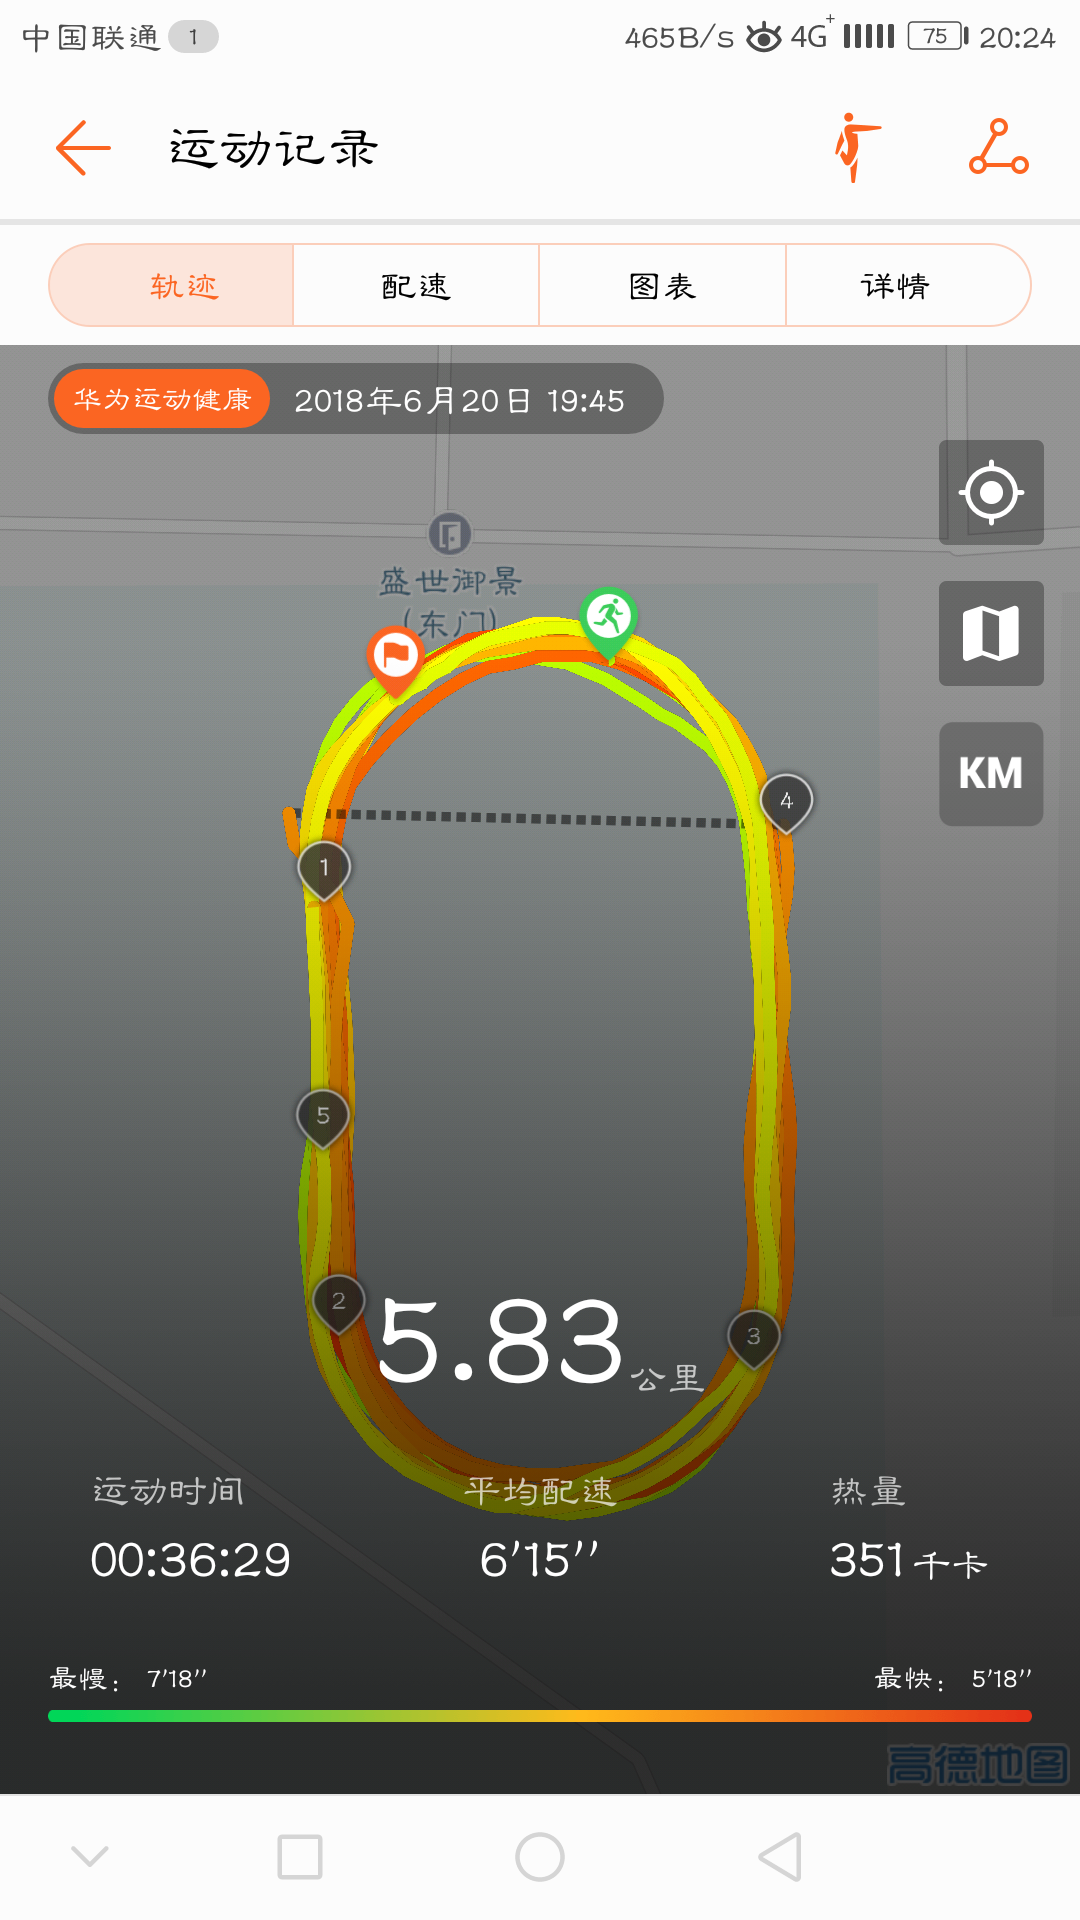 中国联通 1 465B/s 4G+ 75 20:24
运动记录
轨迹 配速 图表 详情
华为运动健康 2018年6月20日 19:45
盛世御景
(东门)
KM
4
1
5
2
3
5.83公里
运动时间 平均配速 热量
00:36:29 6'15'' 351千卡
最慢: 7'18'' 最快: 5'18''
高德地图